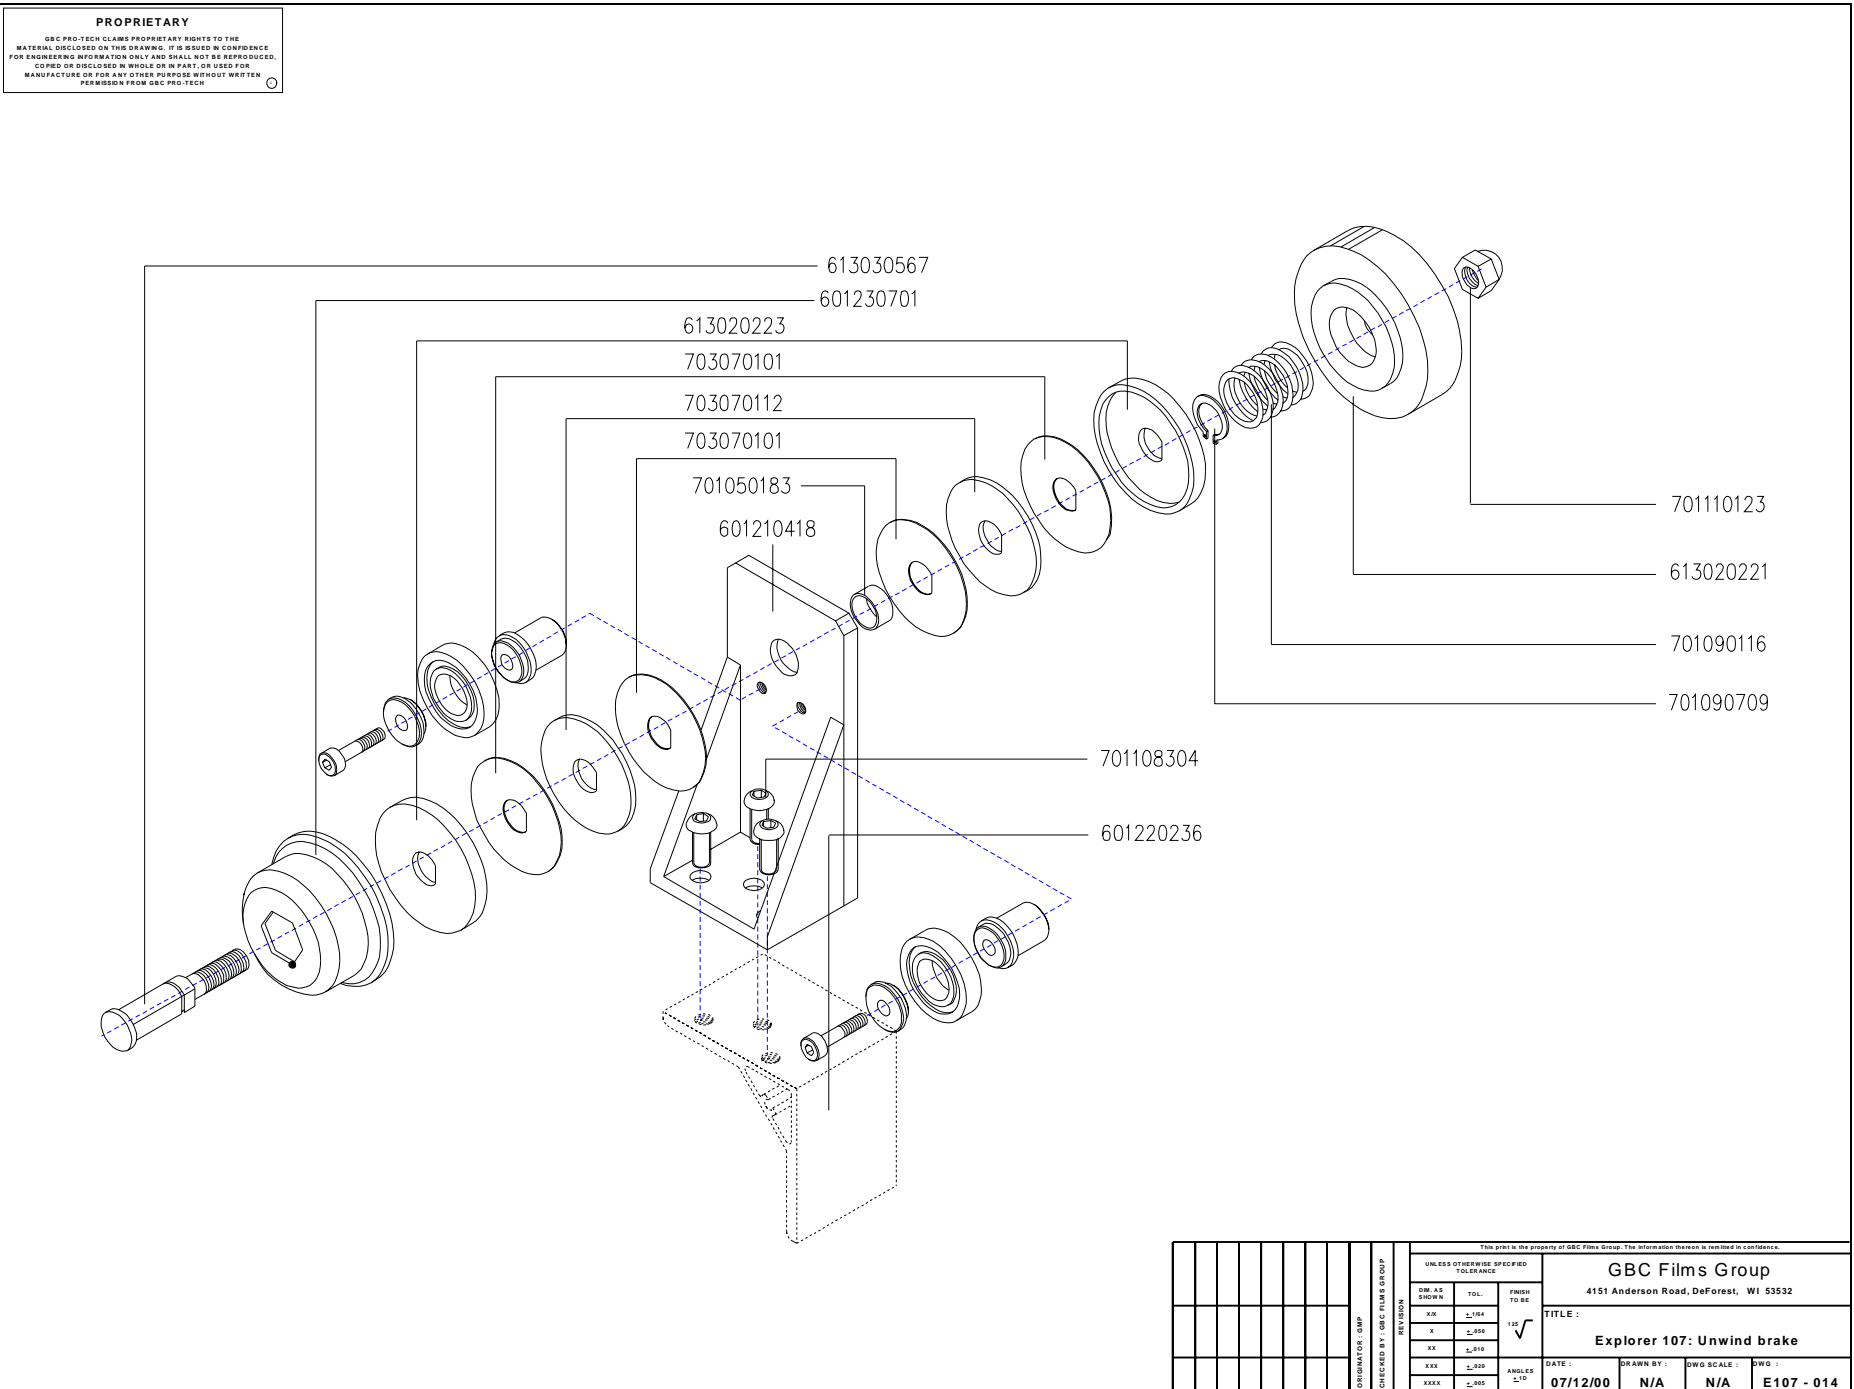 PROPRIETARY
GBC PRO-TECH CLAIMS PROPRIETARY RIGHTS TO THE
MATERIAL DISCLOSED ON THIS DRAWING. IT IS ISSUED IN CONFIDENCE
FOR ENGINEERING INFORMATION ONLY AND SHALL NOT BE REPRODUCED,
COPIED OR DISCLOSED IN WHOLE OR IN PART, OR USED FOR
MANUFACTURE OR FOR ANY OTHER PURPOSE WITHOUT WRITTEN
PERMISSION FROM GBC PRO-TECH
613030567
601230701
613020223
703070101
703070112
703070101
701050183
601210418
701110123
613020221
701090116
701090709
701108304
601220236
This print is the property of GBC Films Group. The information thereon is remitted in confidence.
ORIGINATOR : GMP
CHECKED BY : GBC FILMS GROUP
REVISION
UNLESS OTHERWISE SPECIFIED
TOLERANCE
DIM. AS
SHOWN
TOL.
FINISH
TO BE
X/X
± 1/64
X
± .050
XX
± .010
XXX
± .020
XXXX
± .005
125
ANGLES
± 1D
GBC Films Group
4151 Anderson Road, DeForest, WI 53532
TITLE :
Explorer 107: Unwind brake
DATE :
07/12/00
DRAWN BY :
N/A
DWG SCALE :
N/A
DWG :
E107 - 014